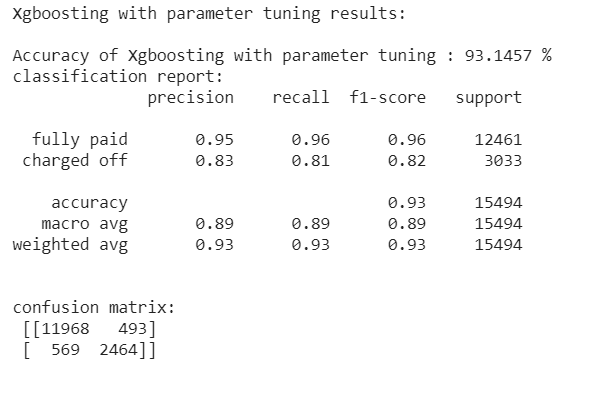 Xgboosting with parameter tuning results:
Accuracy of Xgboosting with parameter tuning : 93.1457 %
classification report:
precision recall f1-score support
fully paid 0.95 0.96 0.96 12461
charged off 0.83 0.81 0.82 3033
accuracy 0.93 15494
macro avg 0.89 0.89 0.89 15494
weighted avg 0.93 0.93 0.93 15494
confusion matrix:
[[11968 493]
[ 569 2464]]